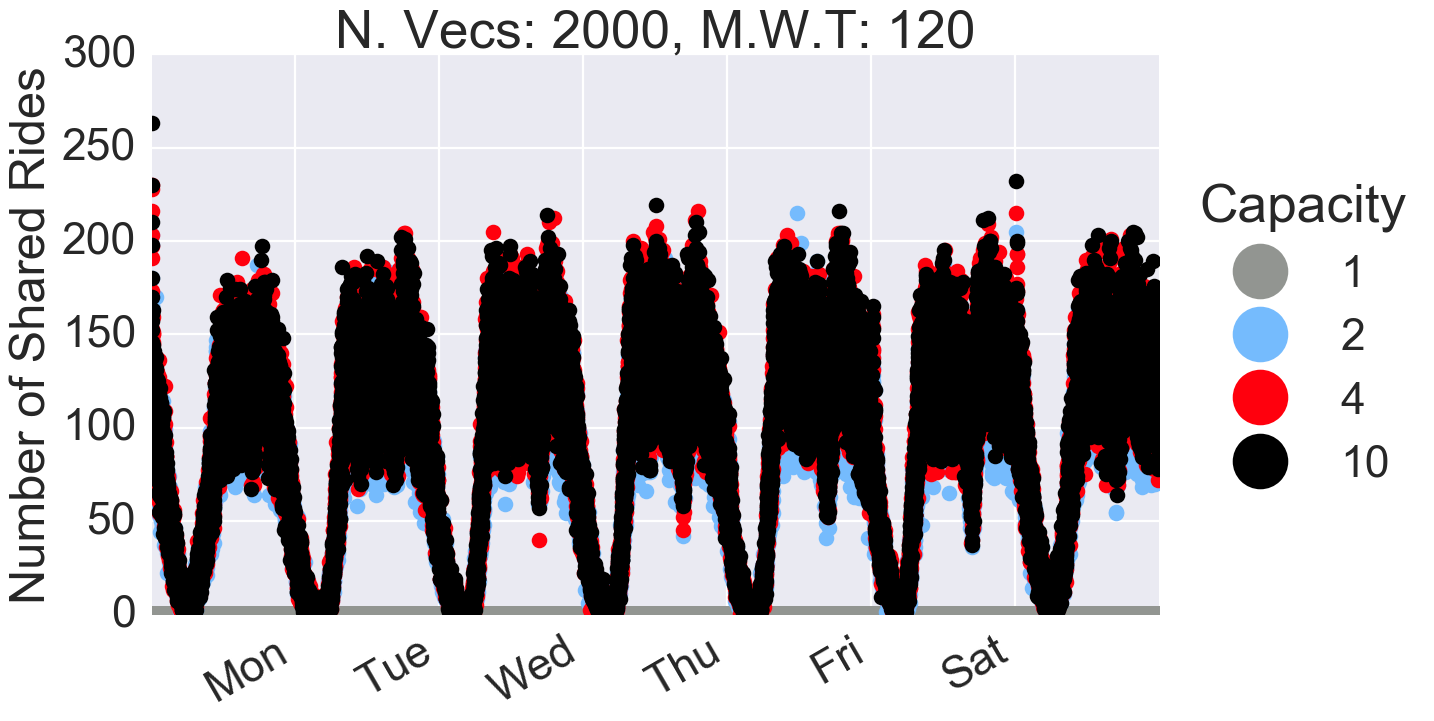 N. Vecs: 2000, M.W.T: 120
Number of Shared Rides
300
250
200
150
100
50
0
Mon
Tue
Wed
Thu
Fri
Sat
Capacity
1
2
4
10